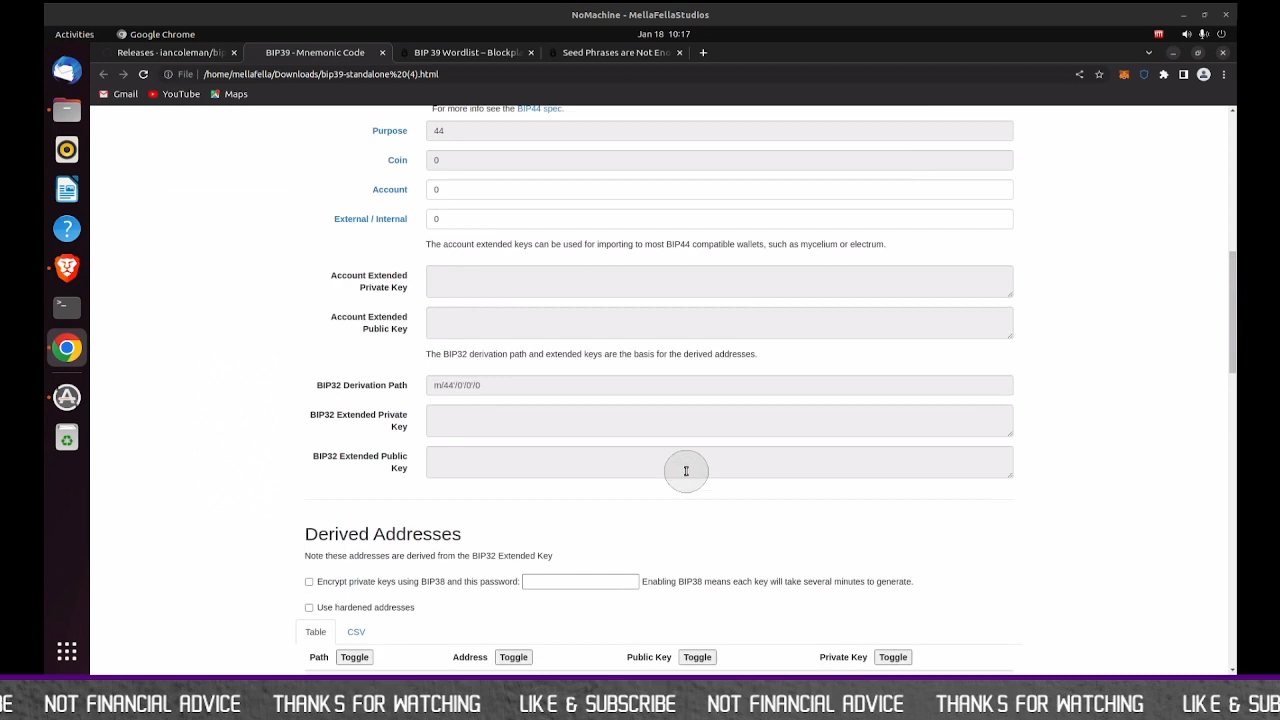 NoMachine - MellaFellaStudios
Activities Google Chrome Jan 18 10:17
Releases · iancoleman/bip BIP39 - Mnemonic Code BIP 39 Wordlist – Blockpla Seed Phrases are Not En
File /home/mellafella/Downloads/bip39-standalone%20(4).html
Gmail YouTube Maps
For more info see the BIP44 spec.
Purpose 44
Coin 0
Account 0
External / Internal 0
The account extended keys can be used for importing to most BIP44 compatible wallets, such as mycelium or electrum.
Account Extended
Private Key
Account Extended
Public Key
The BIP32 derivation path and extended keys are the basis for the derived addresses.
BIP32 Derivation Path m/44'/0'/0'/0
BIP32 Extended Private
Key
BIP32 Extended Public
Key
Derived Addresses
Note these addresses are derived from the BIP32 Extended Key
Encrypt private keys using BIP38 and this password: Enabling BIP38 means each key will take several minutes to generate.
Use hardened addresses
Table CSV
Path Toggle Address Toggle Public Key Toggle Private Key Toggle
BE NOT FINANCIAL ADVICE THANKS FOR WATCHING LIKE & SUBSCRIBE NOT FINANCIAL ADVICE THANKS FOR WATCHING LIKE & SUB